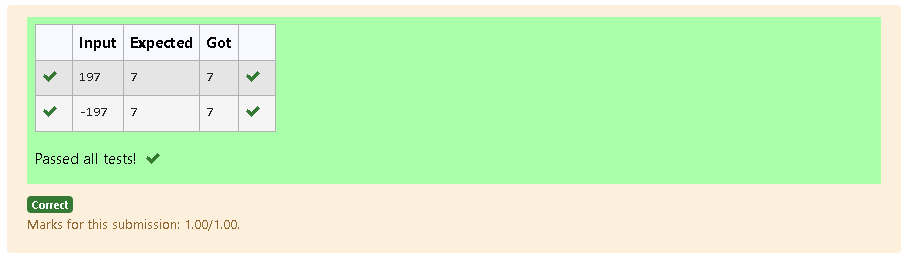 Input Expected Got
197 7 7
-197 7 7
Passed all tests!
Correct
Marks for this submission: 1.00/1.00.